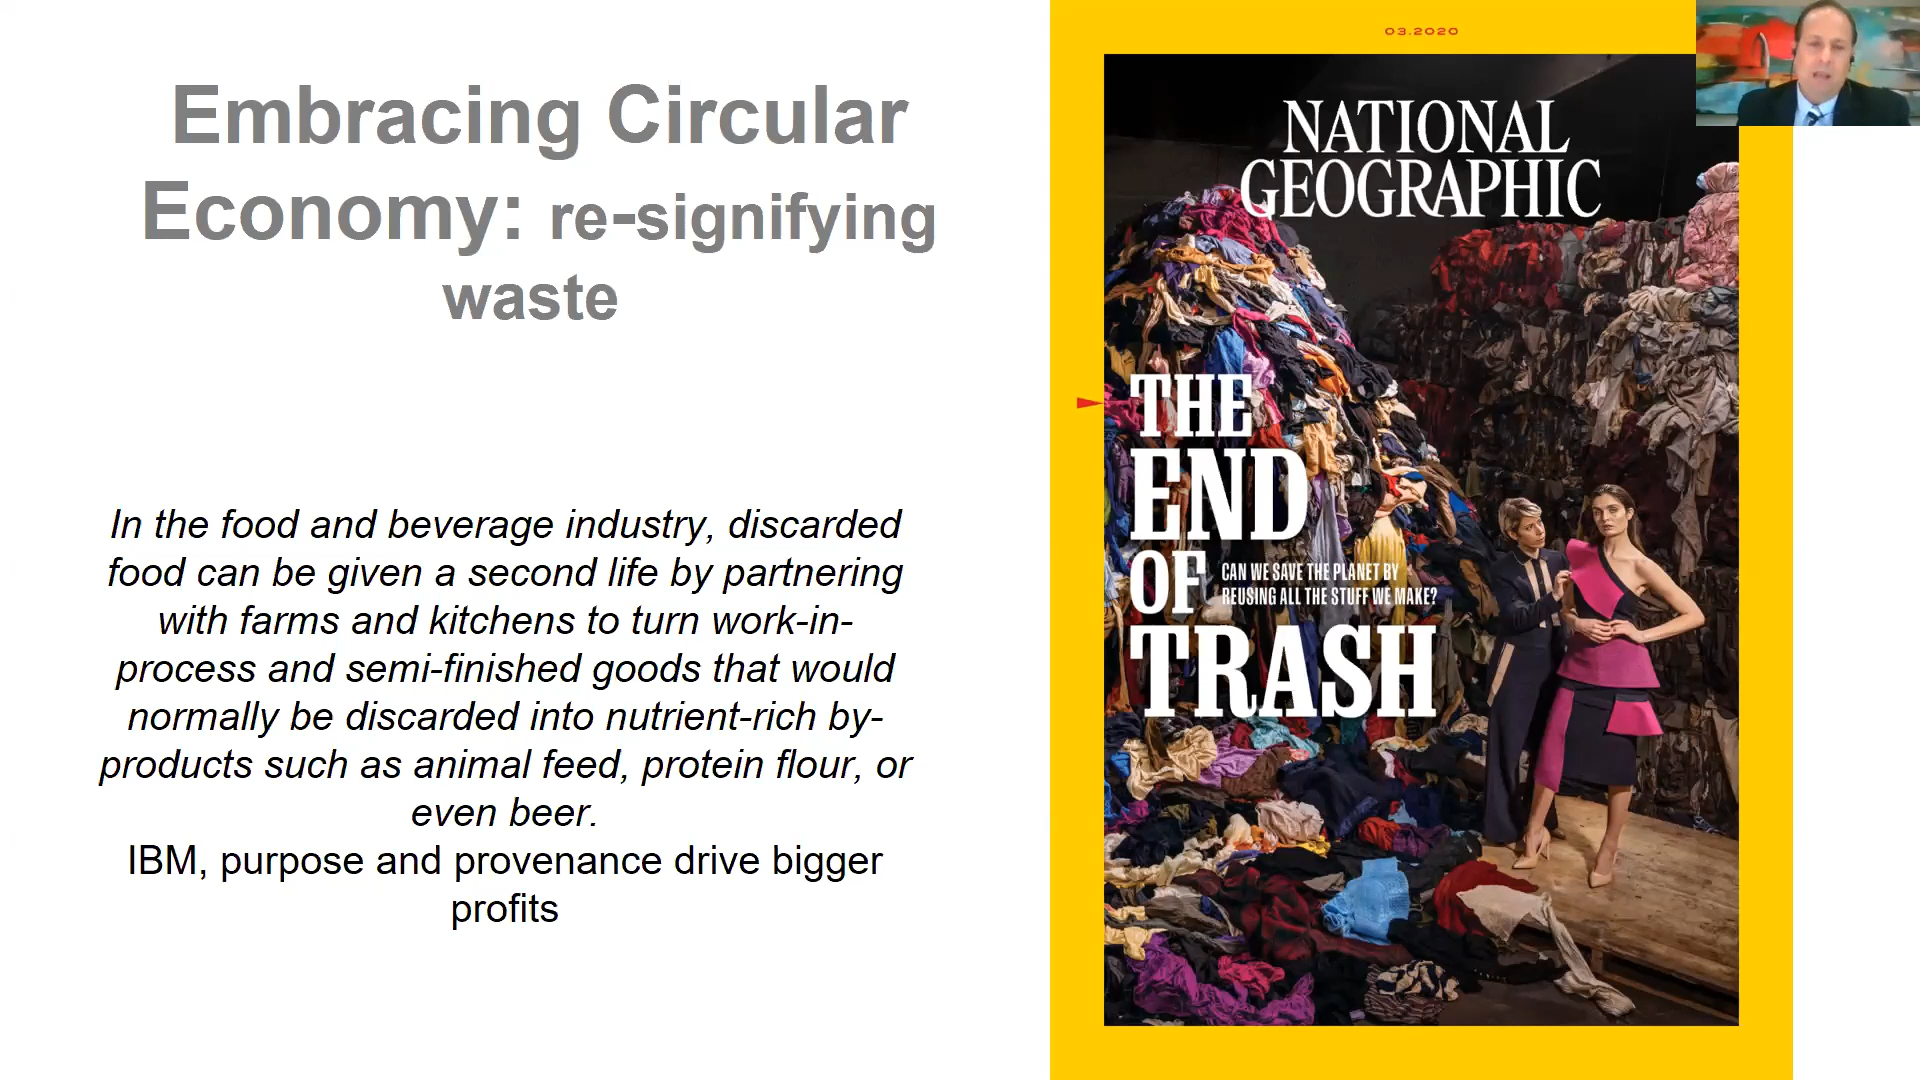 Embracing Circular
Economy: re-signifying
waste
In the food and beverage industry, discarded
food can be given a second life by partnering
with farms and kitchens to turn work-in-
process and semi-finished goods that would
normally be discarded into nutrient-rich by-
products such as animal feed, protein flour, or
even beer.
IBM, purpose and provenance drive bigger
profits
03.2020
NATIONAL
GEOGRAPHIC
THE
END
OF
CAN WE SAVE THE PLANET BY
REUSING ALL THE STUFF WE MAKE?
TRASH